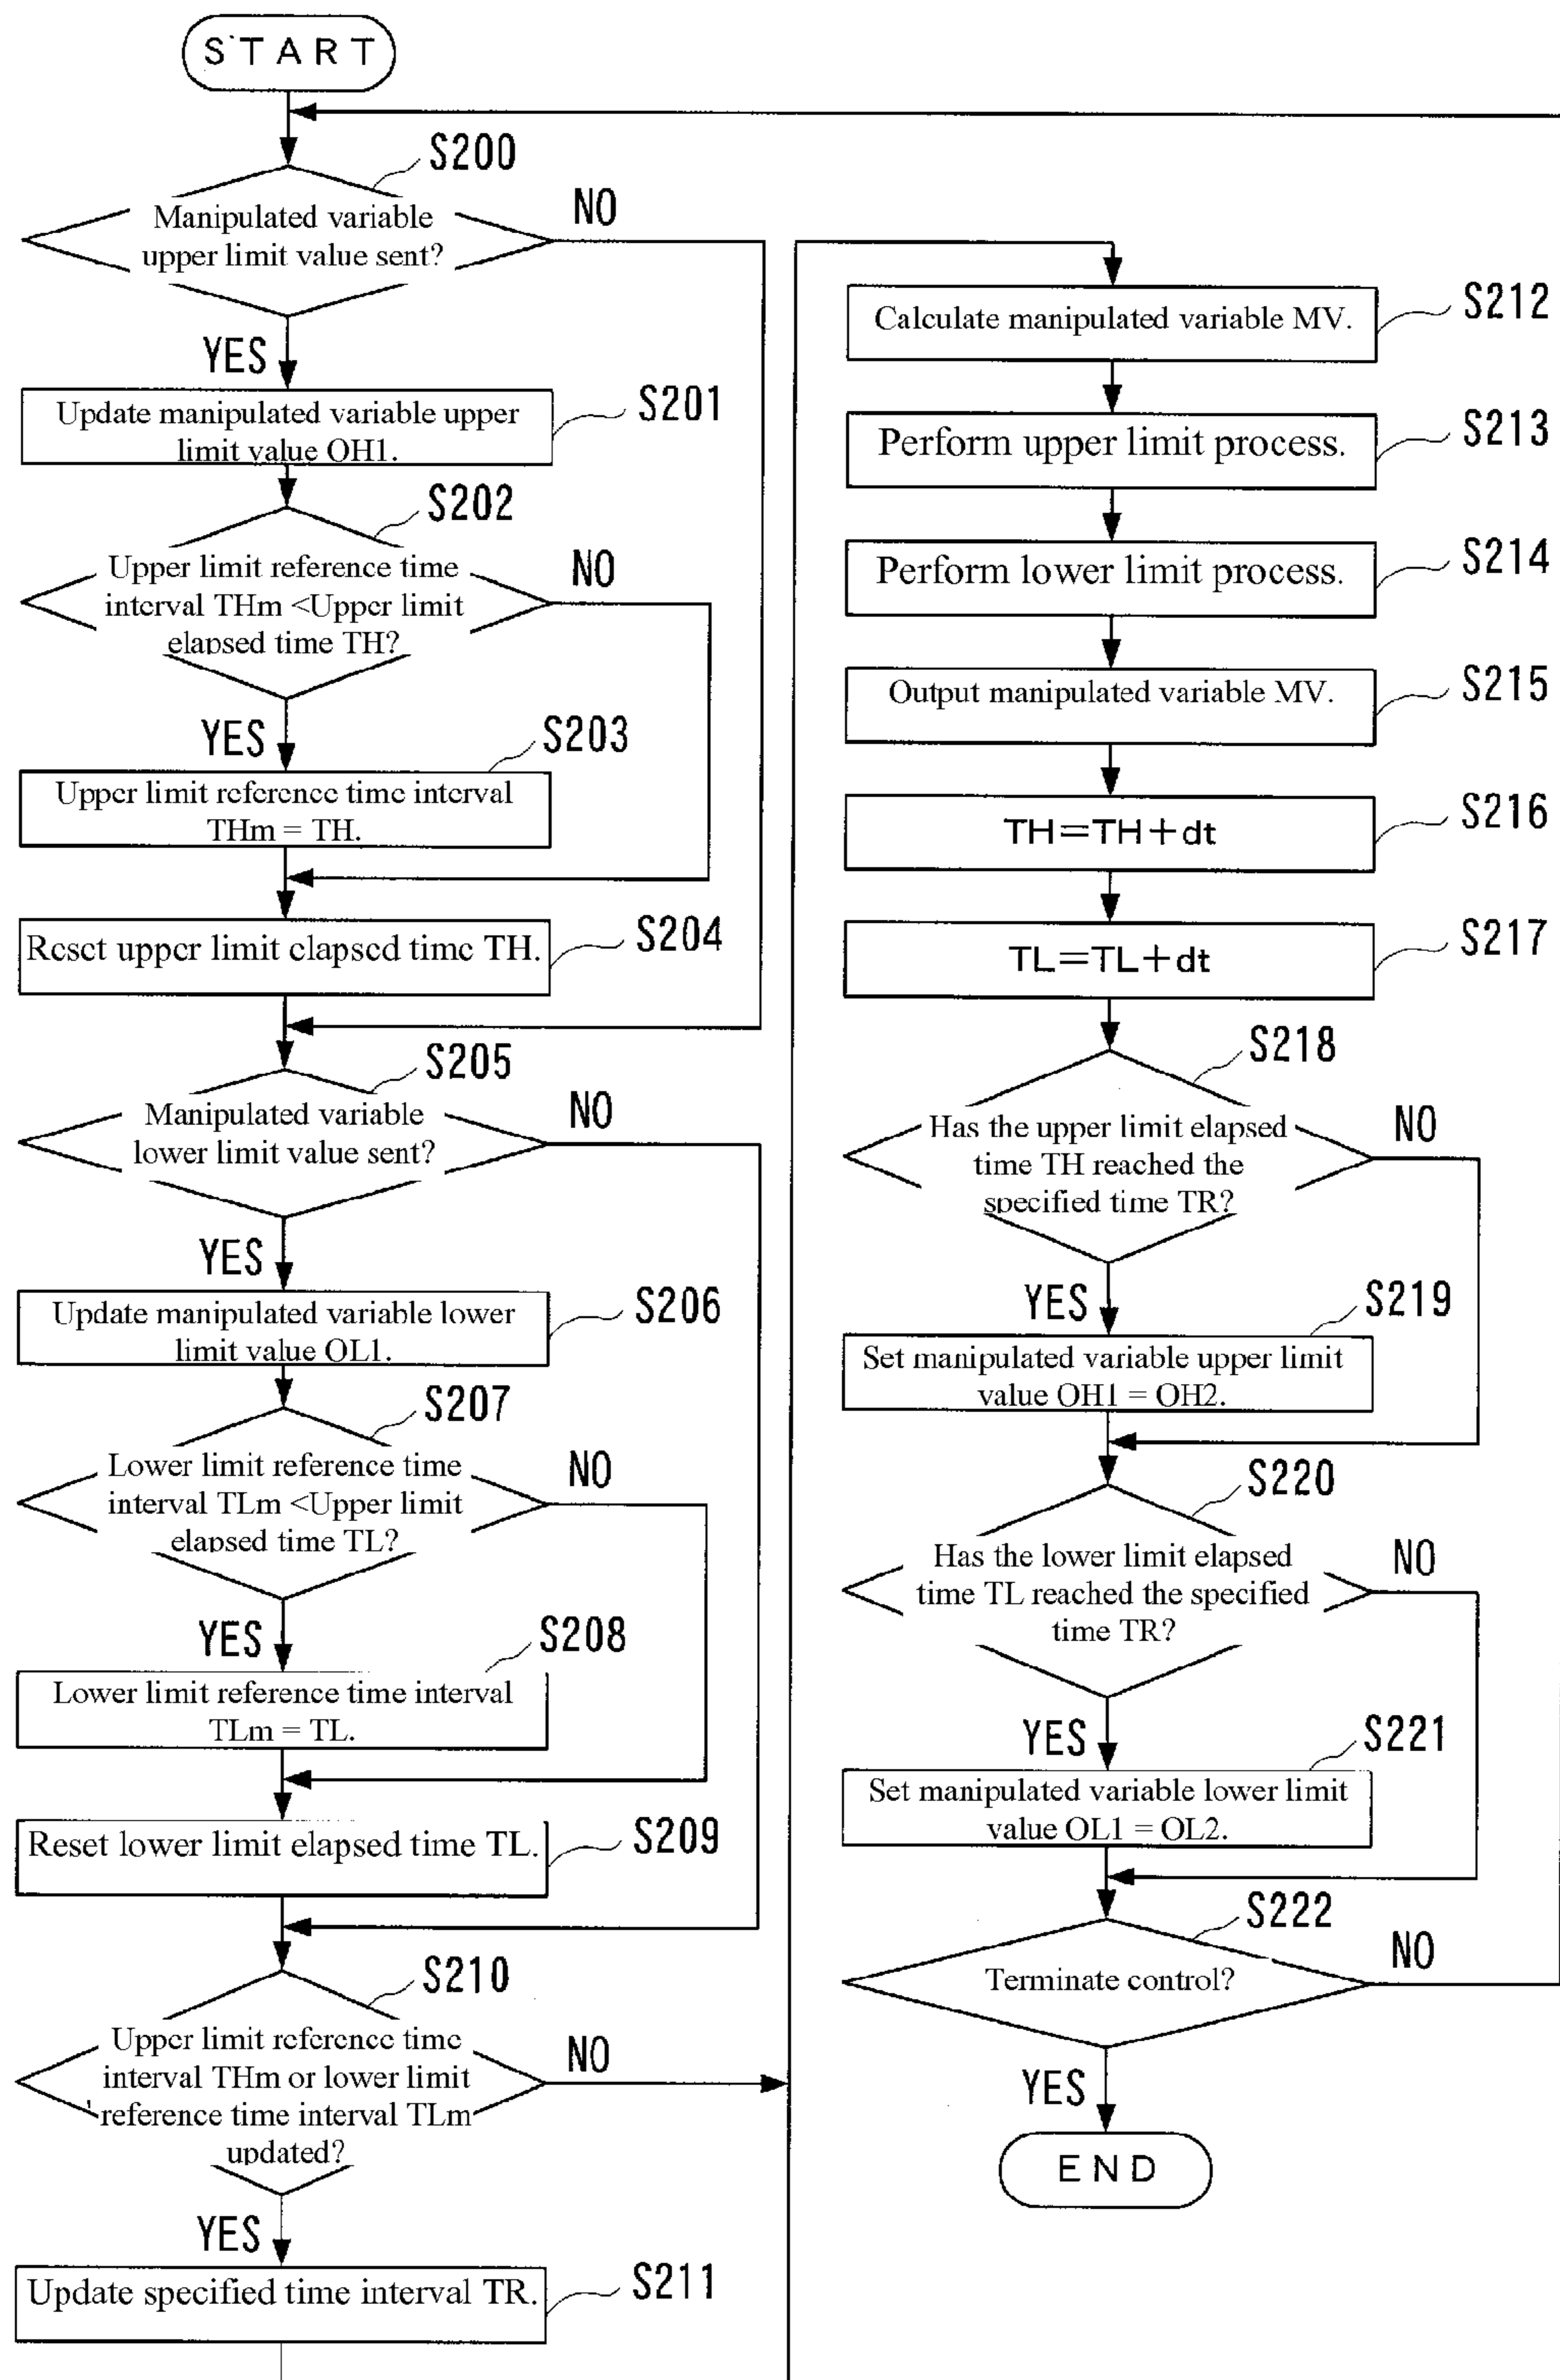 START
S200
Manipulated variable
upper limit value sent?
NO
YES
S201
Update manipulated variable upper
limit value OH1.
S202
Upper limit reference time
interval THm <Upper limit
elapsed time TH?
NO
YES
S203
Upper limit reference time interval
THm = TH.
S204
Reset upper limit elapsed time TH.
S205
Manipulated variable
lower limit value sent?
NO
YES
S206
Update manipulated variable lower
limit value OL1.
S207
Lower limit reference time
interval TLm <Upper limit
elapsed time TL?
NO
YES
S208
Lower limit reference time interval
TLm = TL.
S209
Reset lower limit elapsed time TL.
S210
Upper limit reference time
interval THm or lower limit
reference time interval TLm
updated?
NO
YES
S211
Update specified time interval TR.
S212
Calculate manipulated variable MV.
S213
Perform upper limit process.
S214
Perform lower limit process.
S215
Output manipulated variable MV.
S216
TH=TH+dt
S217
TL=TL+dt
S218
Has the upper limit elapsed
time TH reached the
specified time TR?
NO
YES
S219
Set manipulated variable upper limit
value OH1 = OH2.
S220
Has the lower limit elapsed
time TL reached the specified
time TR?
NO
YES
S221
Set manipulated variable lower limit
value OL1 = OL2.
S222
Terminate control?
NO
YES
END